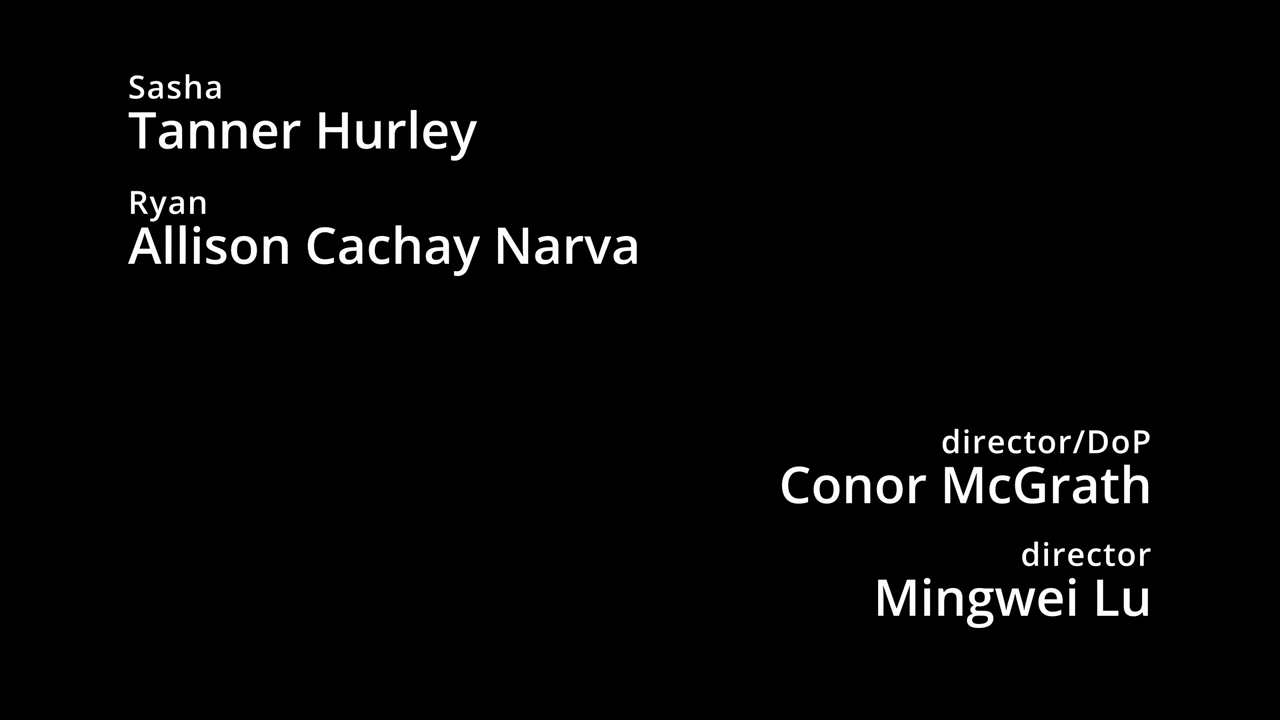 Sasha
Tanner Hurley
Ryan
Allison Cachay Narva
director/DoP
Conor McGrath
director
Mingwei Lu